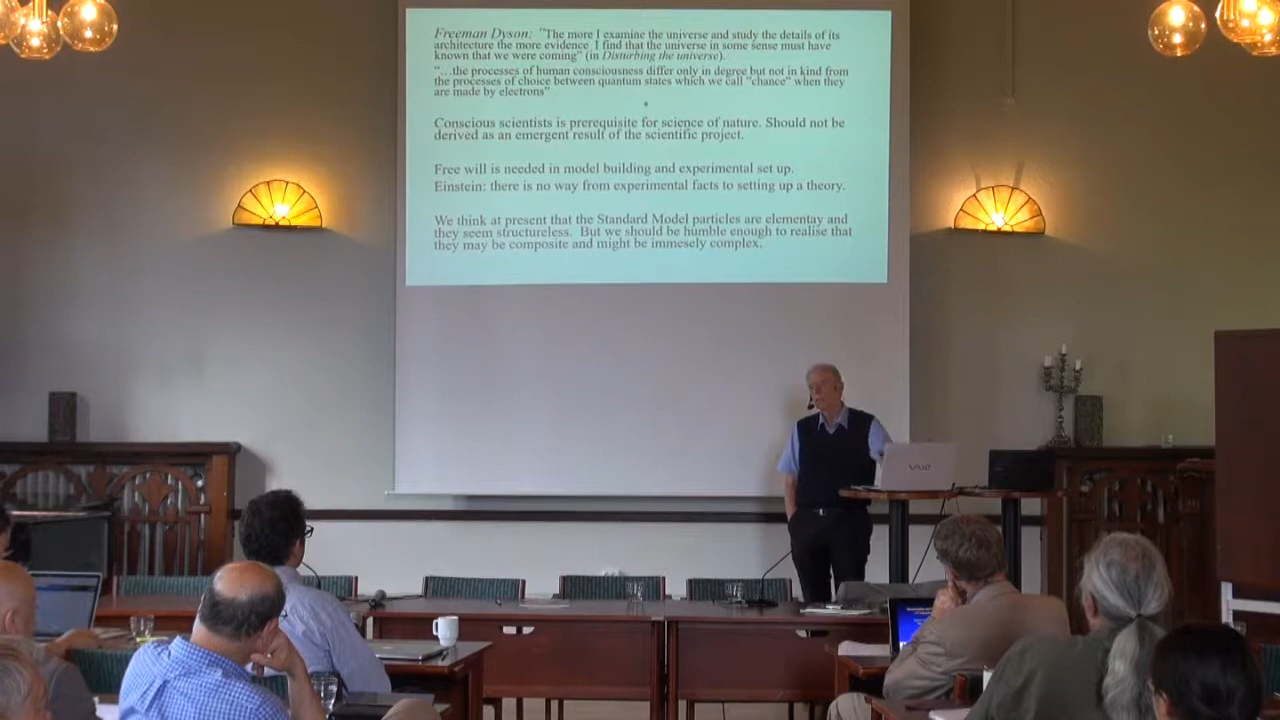 Freeman Dyson: "The more I examine the universe and study the details of its
architecture the more evidence I find that the universe in some sense must have
known that we were coming" (in Disturbing the universe).
"...the processes of human consciousness differ only in degree but not in kind from
the processes of choice between quantum states which we call "chance" when they
are made by electrons"
*
Conscious scientists is prerequisite for science of nature. Should not be
derived as an emergent result of the scientific project.
Free will is needed in model building and experimental set up.
Einstein: there is no way from experimental facts to setting up a theory.
We think at present that the Standard Model particles are elementay and
they seem structureless. But we should be humble enough to realise that
they may be composite and might be immesely complex.
VAIO